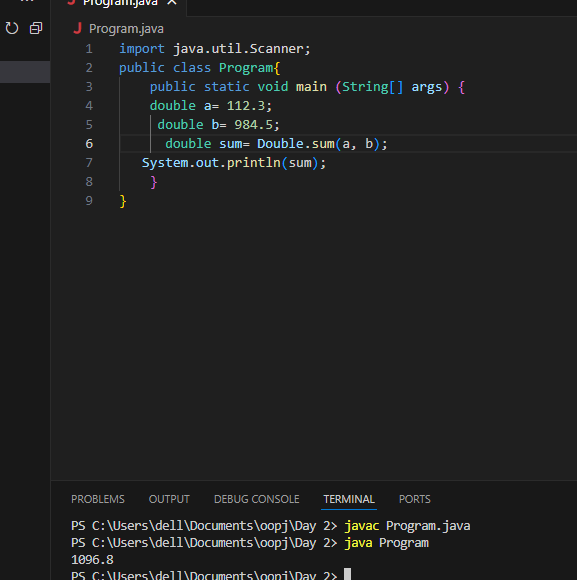 Program.java
J Program.java
1 import java.util.Scanner;
2 public class Program{
3 public static void main (String[] args) {
4 double a= 112.3;
5 double b= 984.5;
6 double sum= Double.sum(a, b);
7 System.out.println(sum);
8 }
9 }
PROBLEMS OUTPUT DEBUG CONSOLE TERMINAL PORTS
PS C:\Users\dell\Documents\oopj\Day 2> javac Program.java
PS C:\Users\dell\Documents\oopj\Day 2> java Program
1096.8
PS C:\Users\dell\Documents\oopj\Day 2>